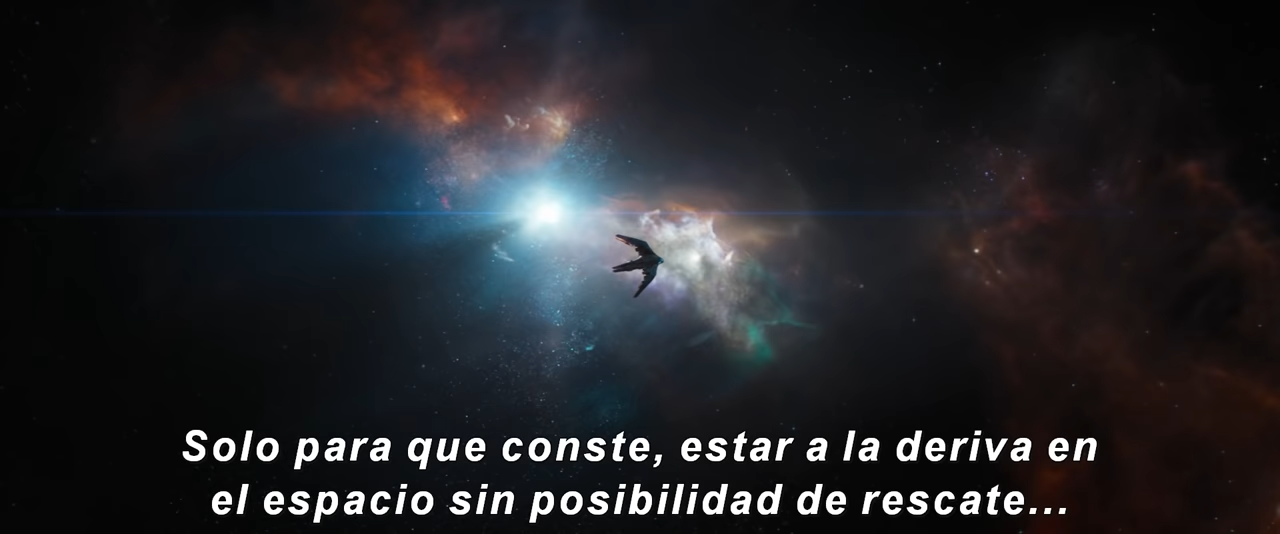 Solo para que conste, estar a la deriva en
el espacio sin posibilidad de rescate...